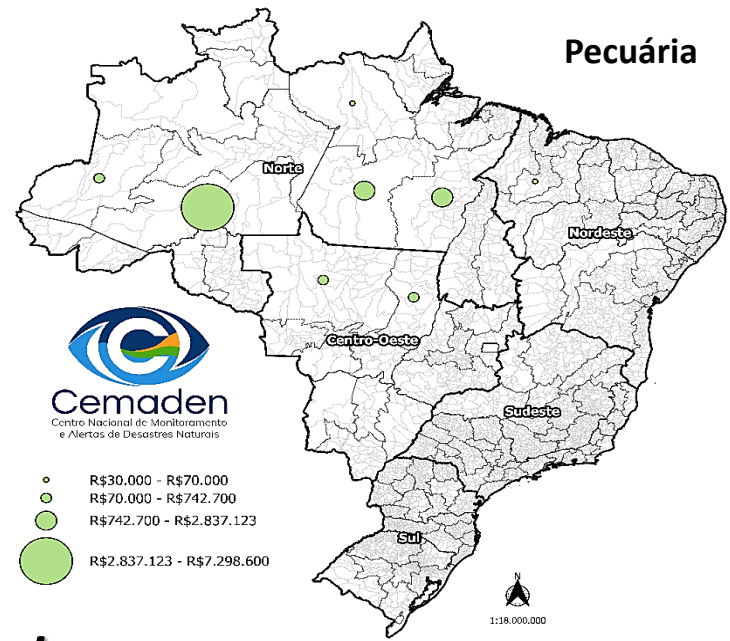 Pecuária
Norte
Nordeste
Centro-Oeste
Sudeste
Sul
Cemaden
Centro Nacional de Monitoramento
e Alertas de Desastres Naturais
R$30.000 - R$70.000
R$70.000 - R$742.700
R$742.700 - R$2.837.123
R$2.837.123 - R$7.298.600
N
1:18.000.000